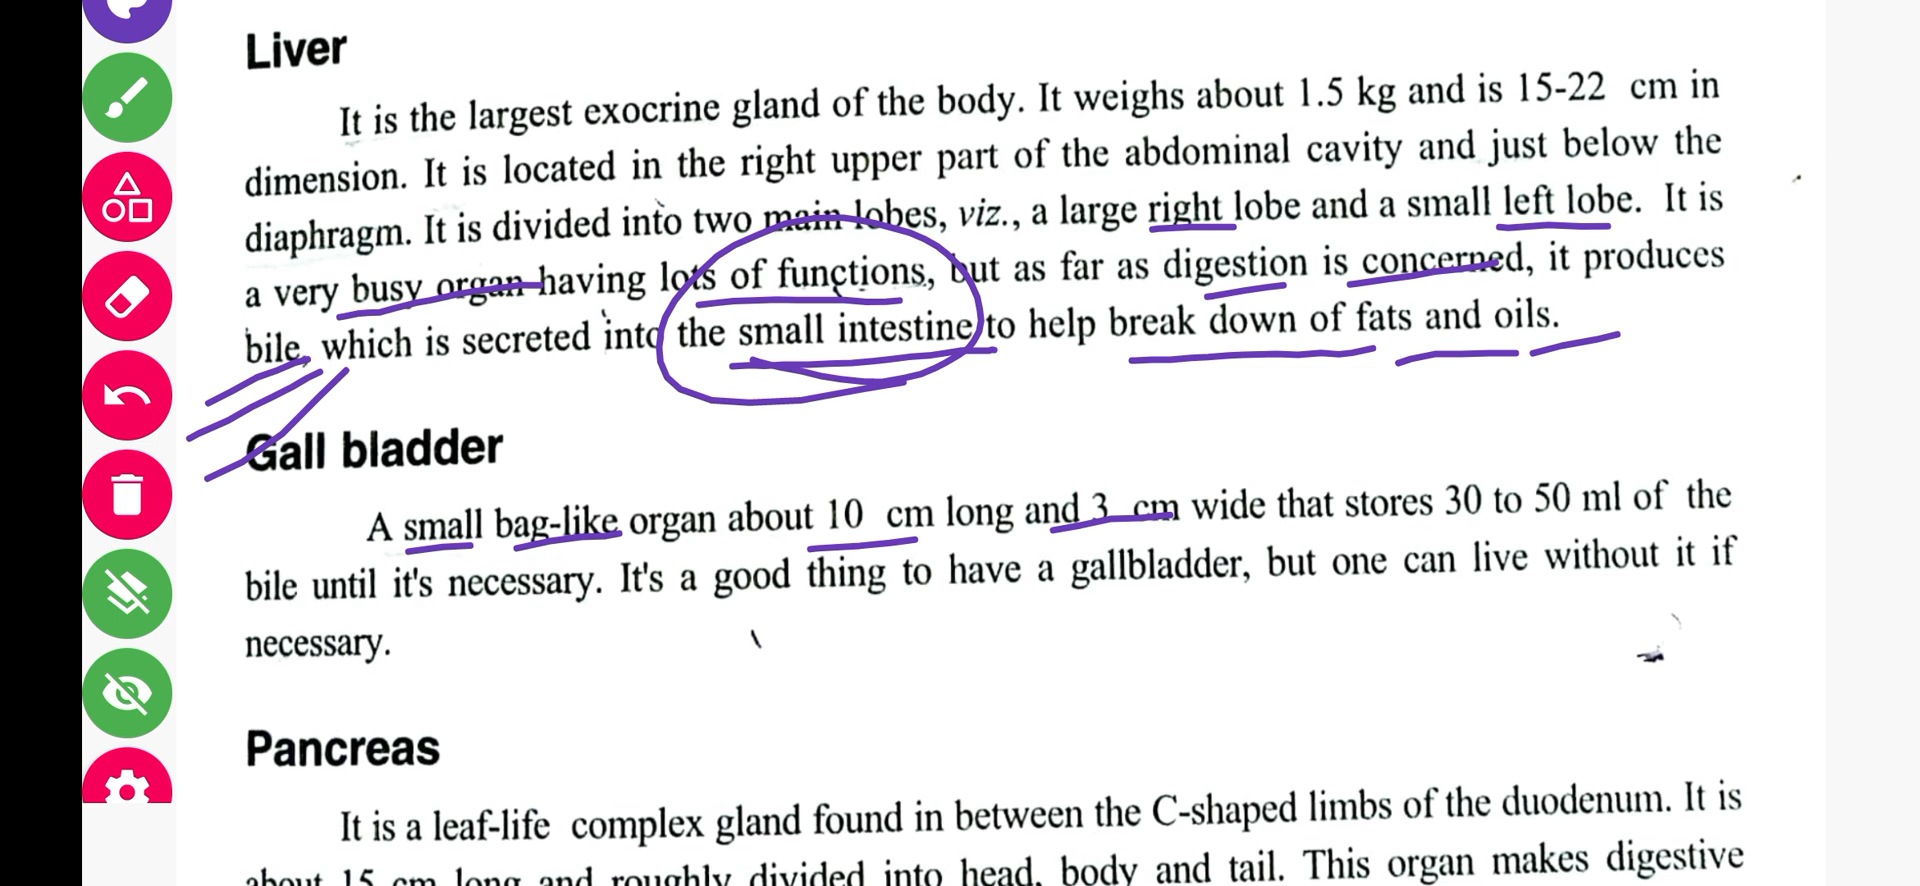 Liver
It is the largest exocrine gland of the body. It weighs about 1.5 kg and is 15-22 cm in
dimension. It is located in the right upper part of the abdominal cavity and just below the
diaphragm. It is divided into two main lobes, viz., a large right lobe and a small left lobe. It is
a very busy organ having lots of functions, but as far as digestion is concerned, it produces
bile, which is secreted into the small intestine to help break down of fats and oils.
Gall bladder
A small bag-like organ about 10 cm long and 3 cm wide that stores 30 to 50 ml of the
bile until it's necessary. It's a good thing to have a gallbladder, but one can live without it if
necessary.
Pancreas
It is a leaf-life complex gland found in between the C-shaped limbs of the duodenum. It is
about 15 cm long and roughly divided into head, body and tail. This organ makes digestive